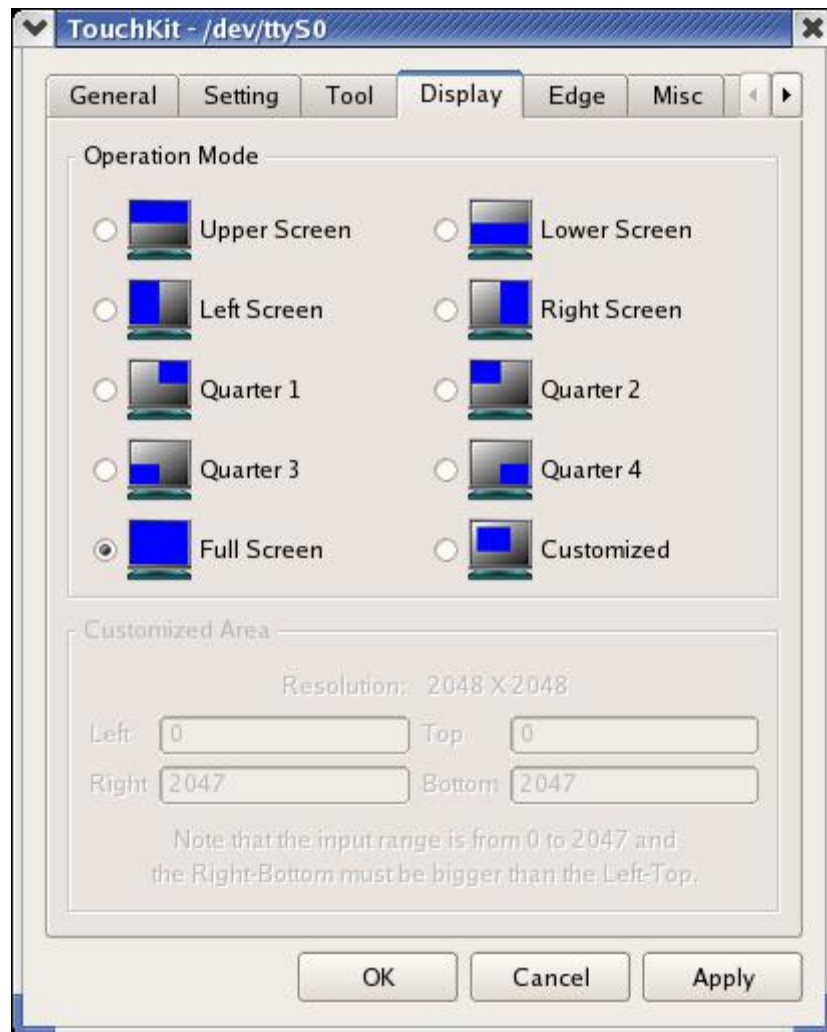 TouchKit - /dev/ttyS0
General Setting Tool Display Edge Misc
Operation Mode
Upper Screen Lower Screen
Left Screen Right Screen
Quarter 1 Quarter 2
Quarter 3 Quarter 4
Full Screen Customized
Customized Area
Resolution: 2048 X 2048
Left 0 Top 0
Right 2047 Bottom 2047
Note that the input range is from 0 to 2047 and
the Right-Bottom must be bigger than the Left-Top.
OK Cancel Apply